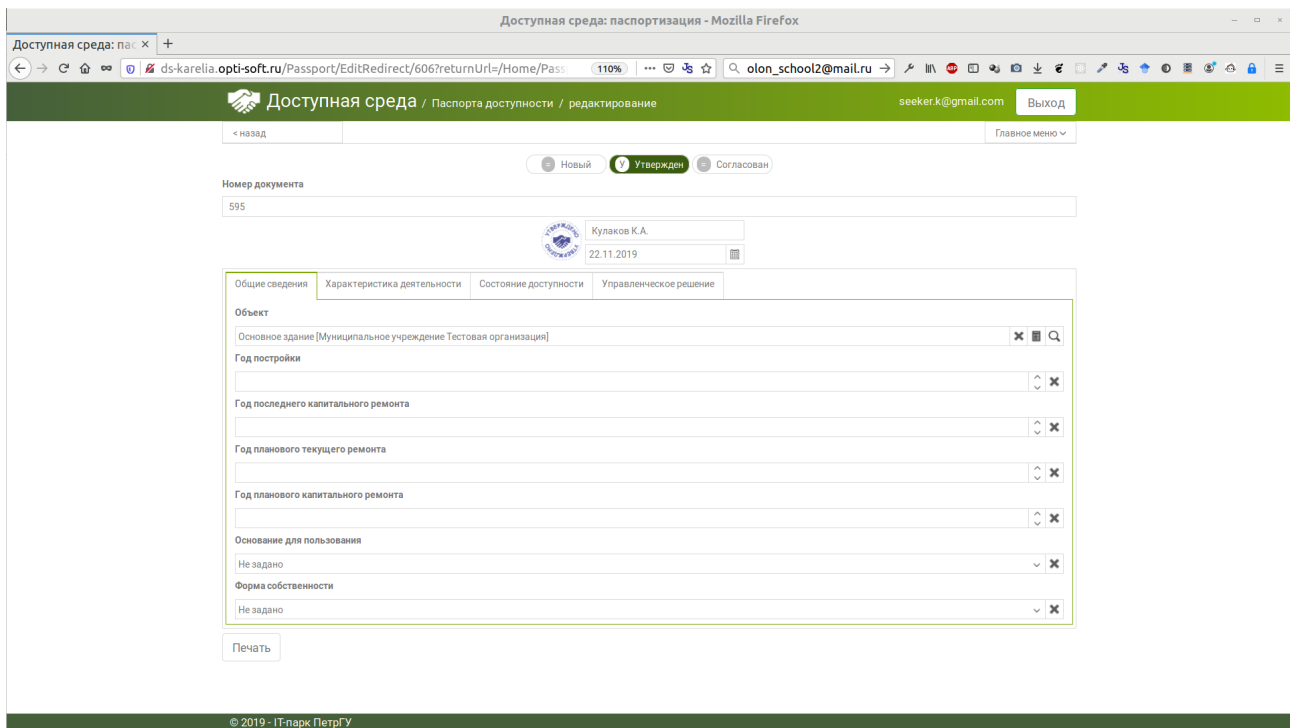 Доступная среда: паспортизация - Mozilla Firefox
Доступная среда: пас
ds-karelia.opti-soft.ru/Passport/EditRedirect/606?returnUrl=/Home/Pass 110% olon_school2@mail.ru
Доступная среда / Паспорта доступности / редактирование seeker.k@gmail.com Выход
< назад Главное меню
= Новый У Утвержден = Согласован
Номер документа
595
УТВЕРЖДЕНО
Кулаков К.А.
22.11.2019
Общие сведения Характеристика деятельности Состояние доступности Управленческое решение
Объект
Основное здание [Муниципальное учреждение Тестовая организация]
Год постройки
Год последнего капитального ремонта
Год планового текущего ремонта
Год планового капитального ремонта
Основание для пользования
Не задано
Форма собственности
Не задано
Печать
© 2019 - IT-парк ПетрГУ